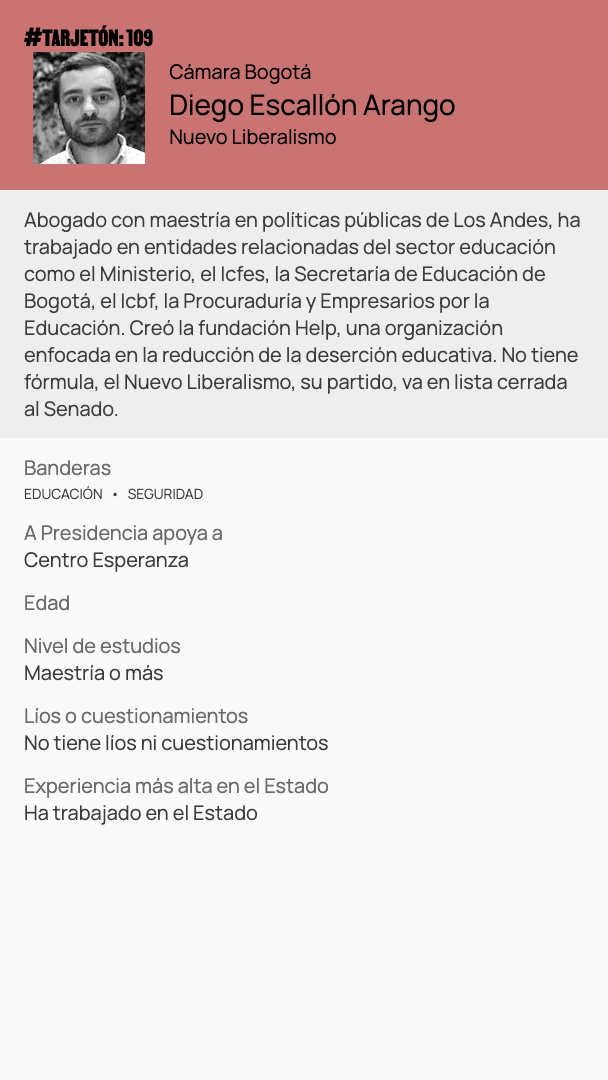 #TARJETÓN: 109
Cámara Bogotá
Diego Escallón Arango
Nuevo Liberalismo
Abogado con maestría en políticas públicas de Los Andes, ha
trabajado en entidades relacionadas del sector educación
como el Ministerio, el Icfes, la Secretaría de Educación de
Bogotá, el Icbf, la Procuraduría y Empresarios por la
Educación. Creó la fundación Help, una organización
enfocada en la reducción de la deserción educativa. No tiene
fórmula, el Nuevo Liberalismo, su partido, va en lista cerrada
al Senado.
Banderas
EDUCACIÓN • SEGURIDAD
A Presidencia apoya a
Centro Esperanza
Edad
Nivel de estudios
Maestría o más
Líos o cuestionamientos
No tiene líos ni cuestionamientos
Experiencia más alta en el Estado
Ha trabajado en el Estado